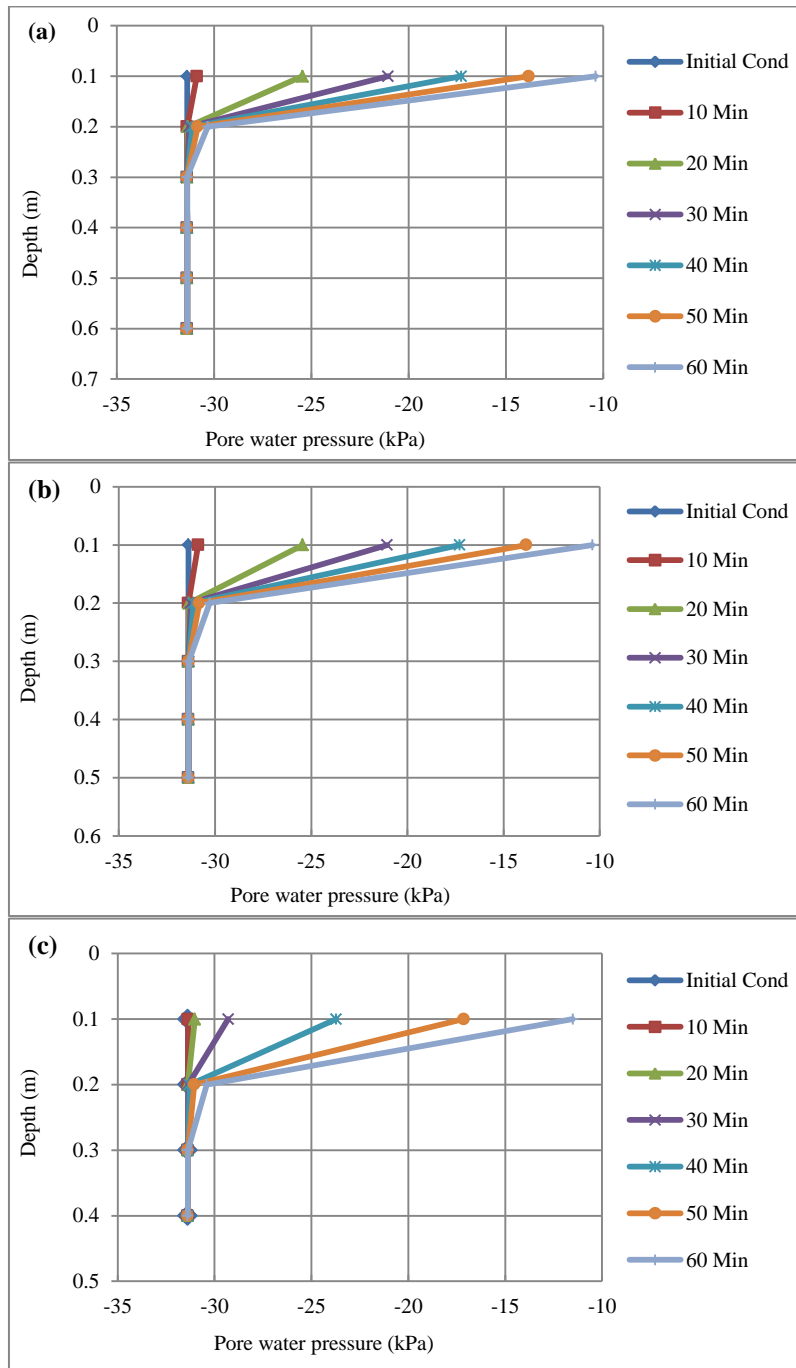 (a)
0
0.1
0.2
0.3
0.4
0.5
0.6
0.7
Depth (m)
-35 -30 -25 -20 -15 -10
Pore water pressure (kPa)
Initial Cond
10 Min
20 Min
30 Min
40 Min
50 Min
60 Min
(b)
0
0.1
0.2
0.3
0.4
0.5
0.6
Depth (m)
-35 -30 -25 -20 -15 -10
Pore water pressure (kPa)
Initial Cond
10 Min
20 Min
30 Min
40 Min
50 Min
60 Min
(c)
0
0.1
0.2
0.3
0.4
0.5
Depth (m)
-35 -30 -25 -20 -15 -10
Pore water pressure (kPa)
Initial Cond
10 Min
20 Min
30 Min
40 Min
50 Min
60 Min